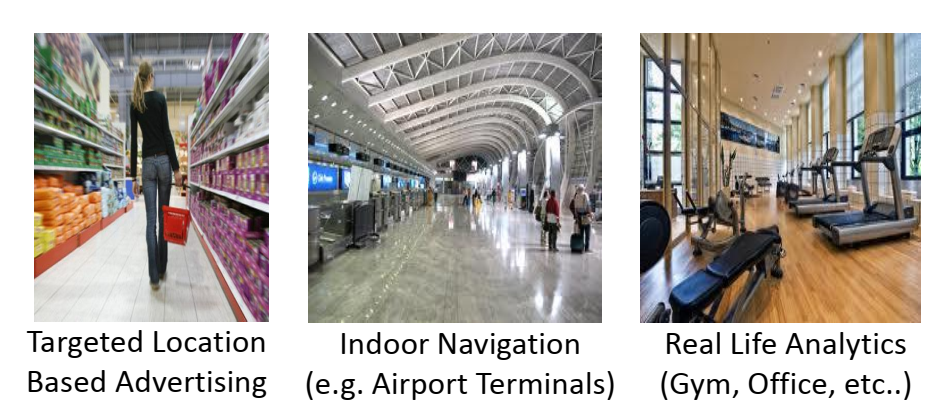 Targeted Location
Based Advertising
Indoor Navigation
(e.g. Airport Terminals)
Real Life Analytics
(Gym, Office, etc..)